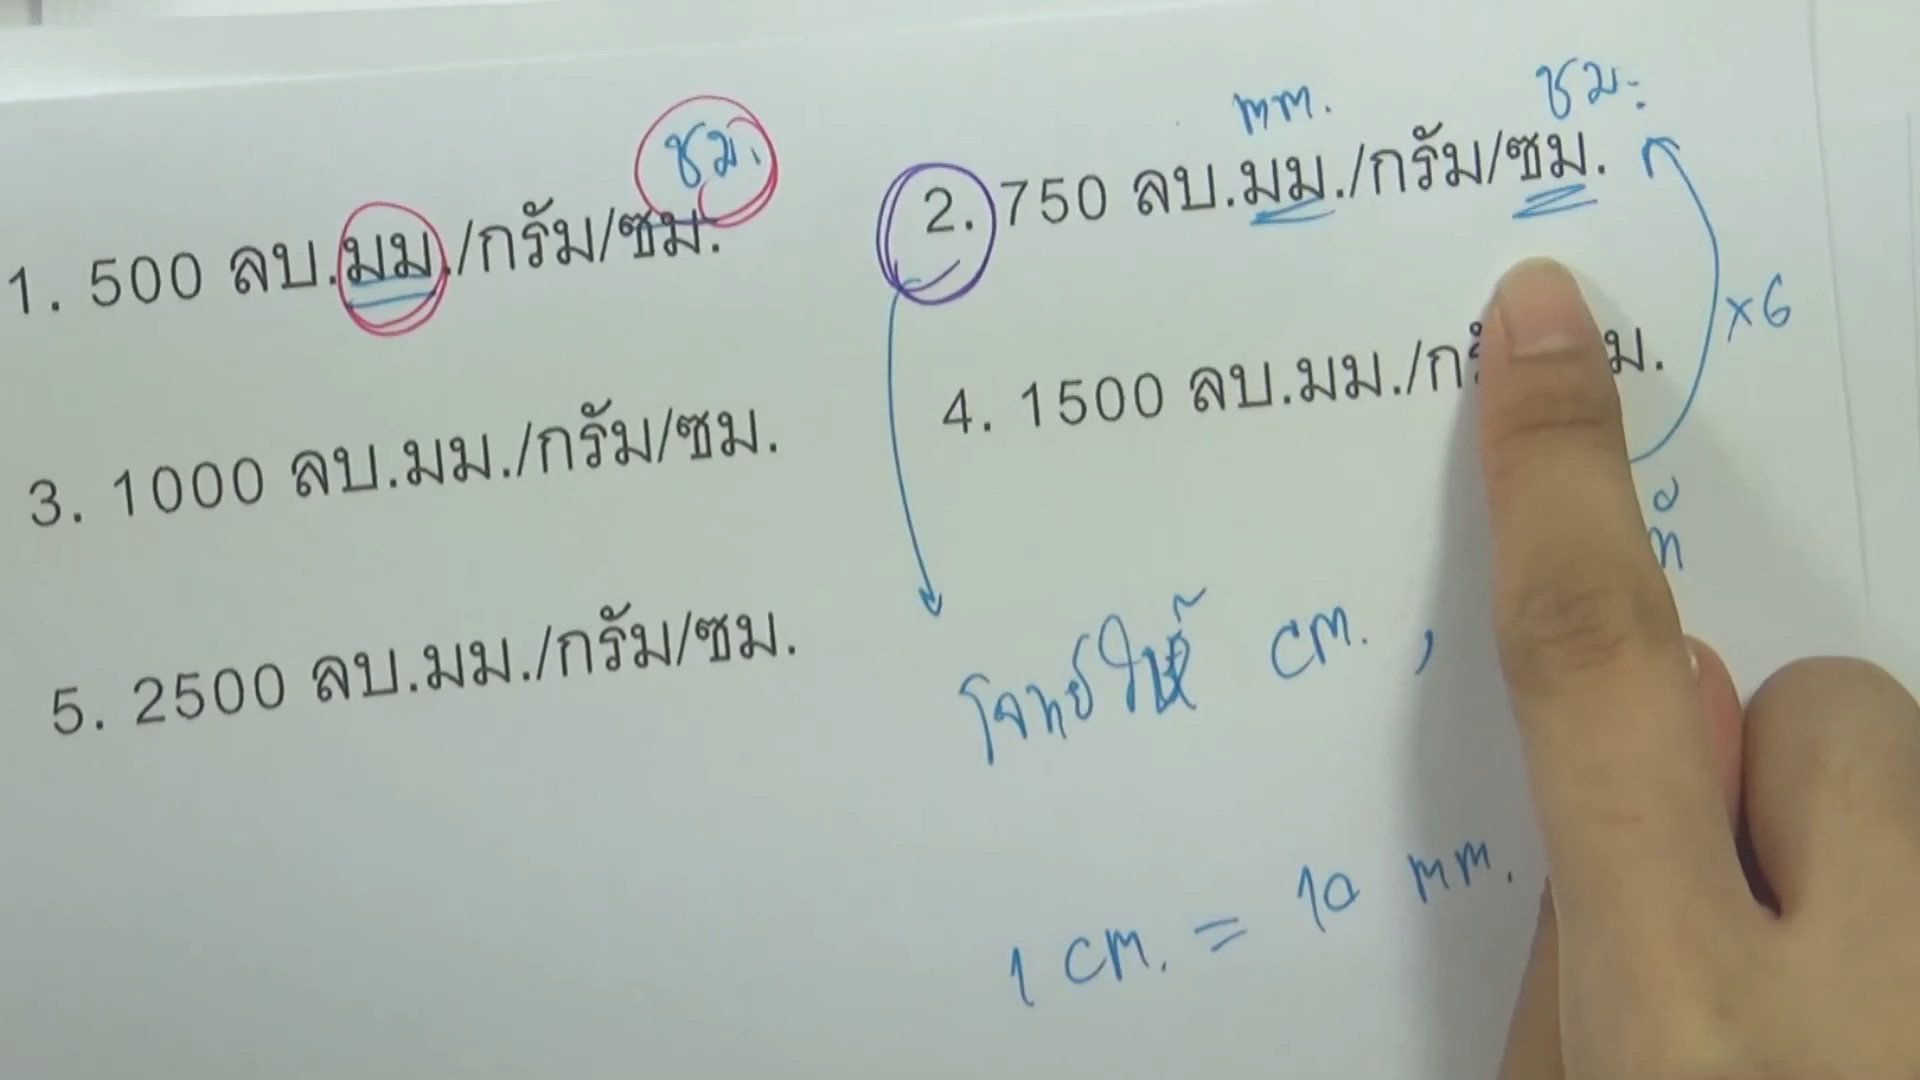 ชม.
1. 500 ลบ.มม./กรัม/ซม.
mm. ชม.
2. 750 ลบ.มม./กรัม/ซม.
×6
3. 1000 ลบ.มม./กรัม/ซม.
4. 1500 ลบ.มม./ก ม.
5. 2500 ลบ.มม./กรัม/ซม.
โจทย์ให้ cm. ,
1 cm. = 10 mm.